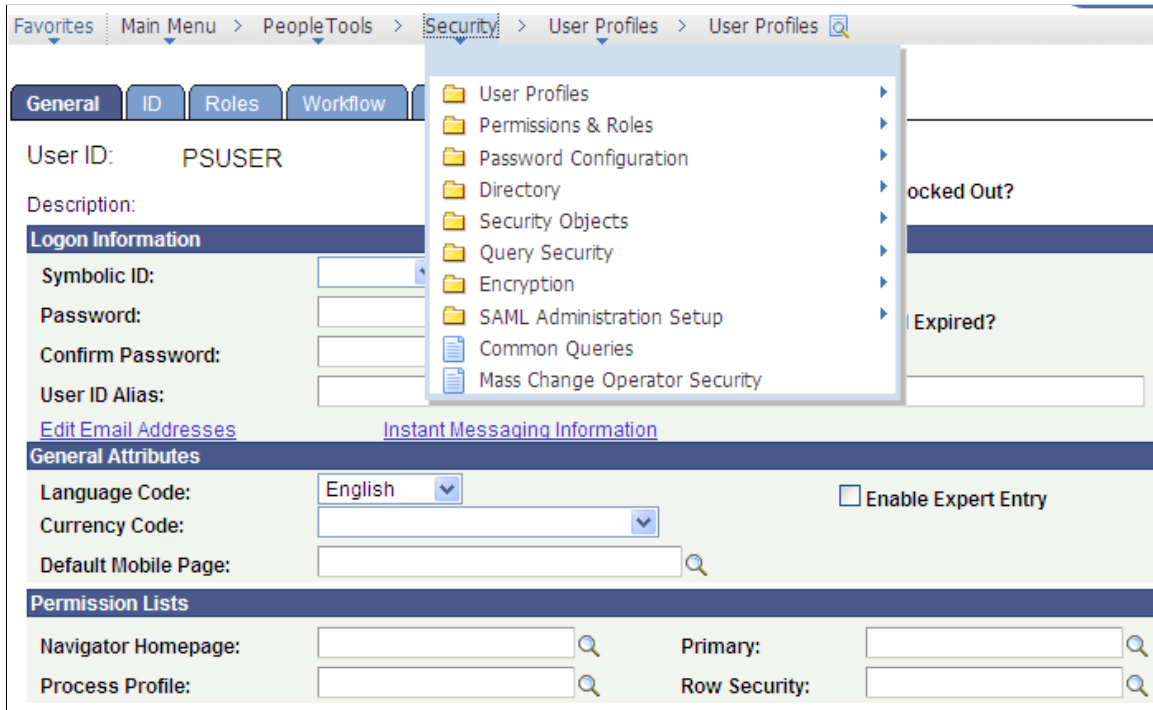 Favorites Main Menu > PeopleTools > Security > User Profiles > User Profiles
General ID Roles Workflow
User Profiles
Permissions & Roles
Password Configuration
Directory
Security Objects
Query Security
Encryption
SAML Administration Setup
Common Queries
Mass Change Operator Security
User ID: PSUSER
ocked Out?
Description:
Logon Information
Symbolic ID:
Password:
Expired?
Confirm Password:
User ID Alias:
Edit Email Addresses Instant Messaging Information
General Attributes
Language Code: English Enable Expert Entry
Currency Code:
Default Mobile Page:
Permission Lists
Navigator Homepage: Primary:
Process Profile: Row Security: